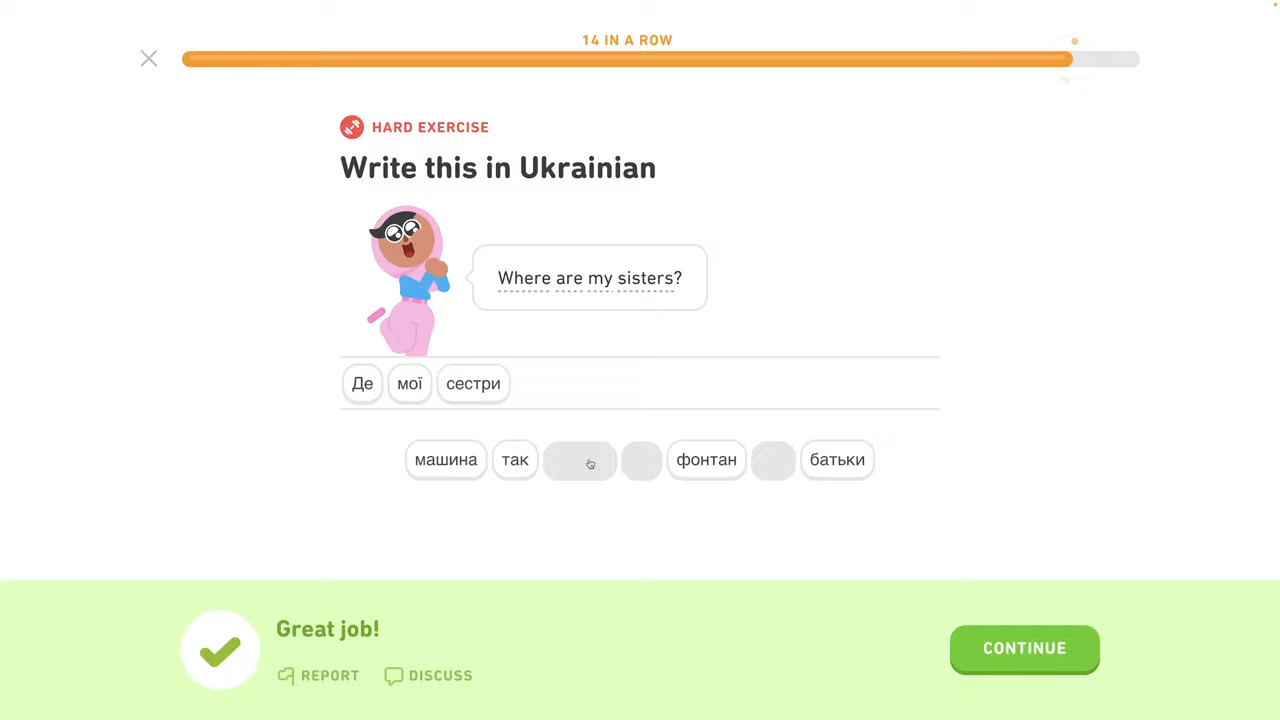 14 IN A ROW
HARD EXERCISE
Write this in Ukrainian
Where are my sisters?
Де мої сестри
машина так фонтан батьки
Great job!
REPORT DISCUSS
CONTINUE